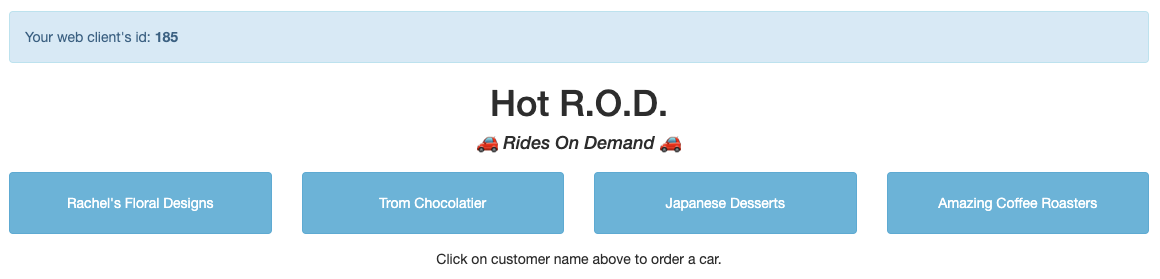 Your web client's id: 185
Hot R.O.D.
🚗 Rides On Demand 🚗
Rachel's Floral Designs
Trom Chocolatier
Japanese Desserts
Amazing Coffee Roasters
Click on customer name above to order a car.